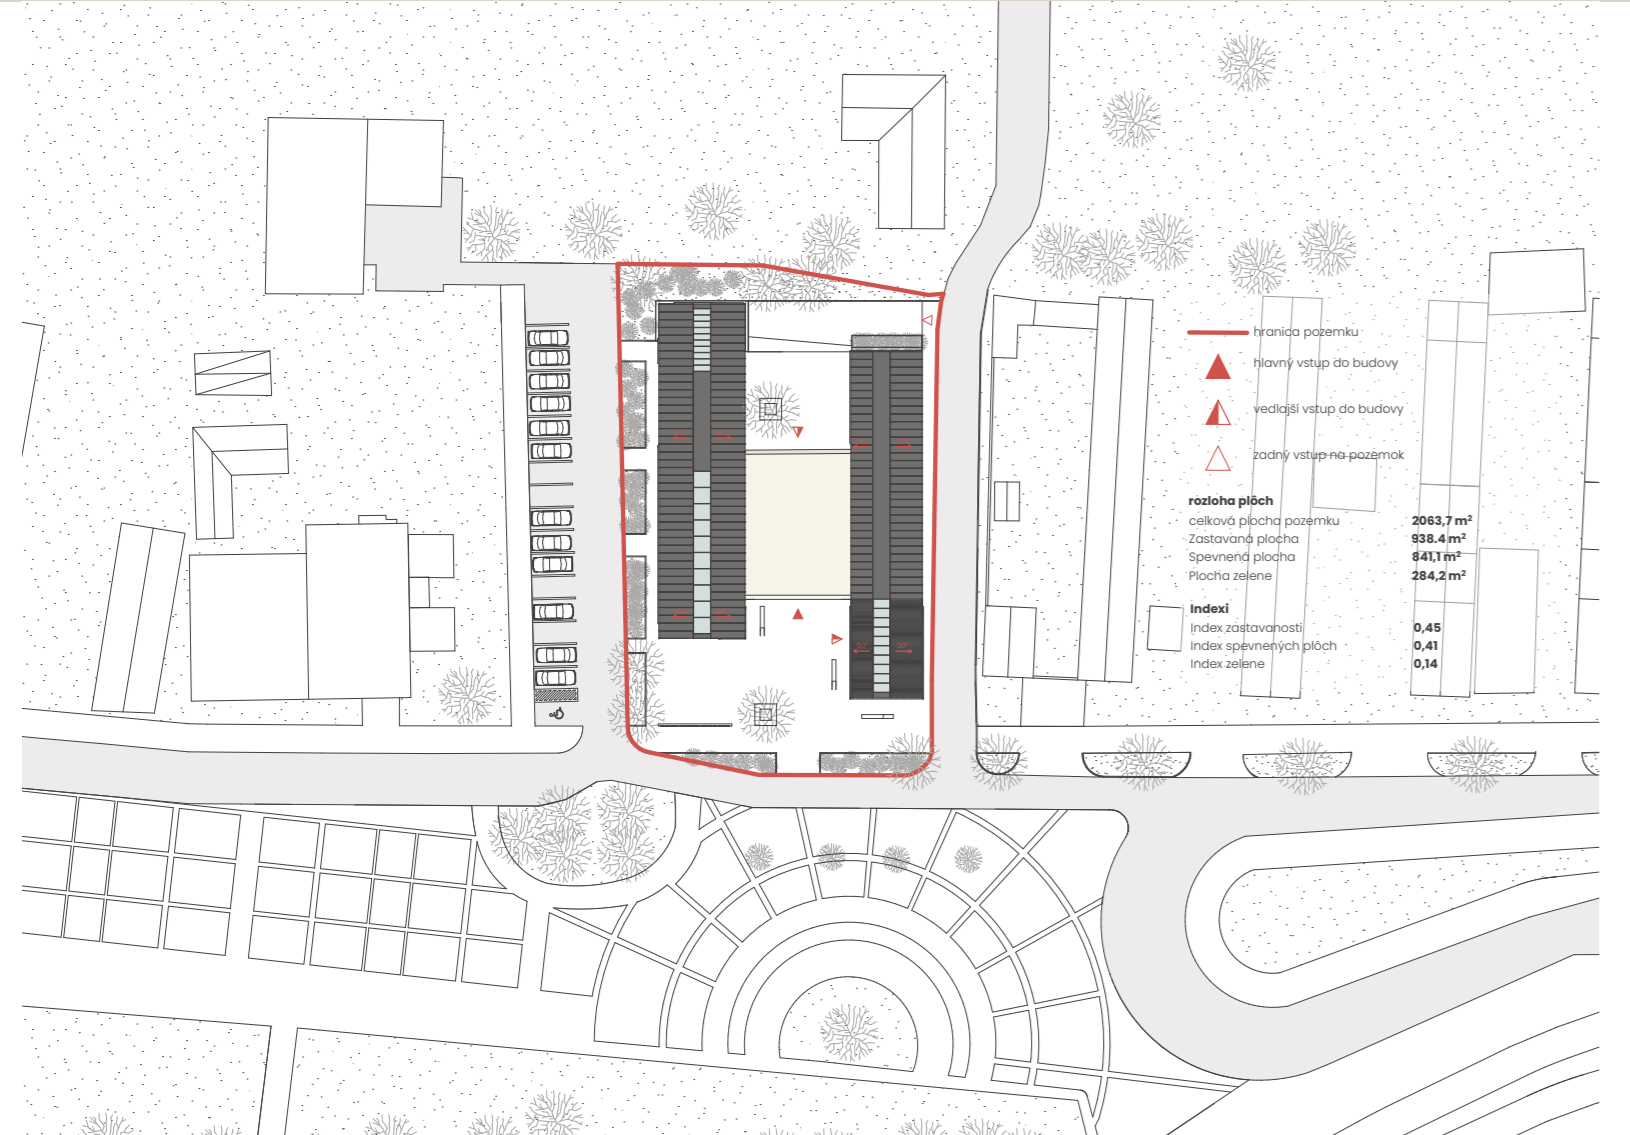 hranica pozemku
hlavný vstup do budovy
vedlajší vstup do budovy
zadný vstup na pozemok
rozloha plôch
celková plocha pozemku 2063,7 m²
Zastavaná plocha 938.4 m²
Spevnená plocha 841,1 m²
Plocha zelene 284,2 m²
Indexi
Index zastavanosti 0,45
Index spevnených plôch 0,41
Index zelene 0,14